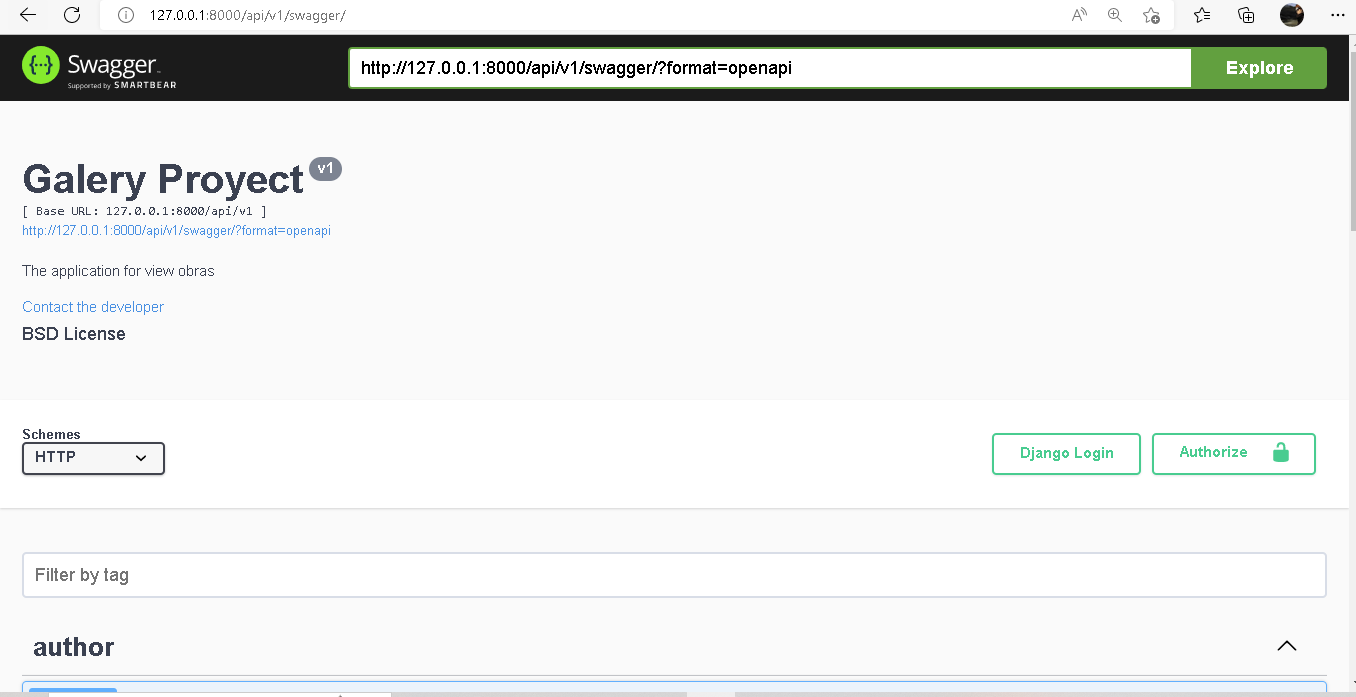 127.0.0.1:8000/api/v1/swagger/
Swagger
Supported by SMARTBEAR
http://127.0.0.1:8000/api/v1/swagger/?format=openapi
Explore
Galery Proyect v1
[ Base URL: 127.0.0.1:8000/api/v1 ]
http://127.0.0.1:8000/api/v1/swagger/?format=openapi
The application for view obras
Contact the developer
BSD License
Schemes
HTTP
Django Login
Authorize
Filter by tag
author